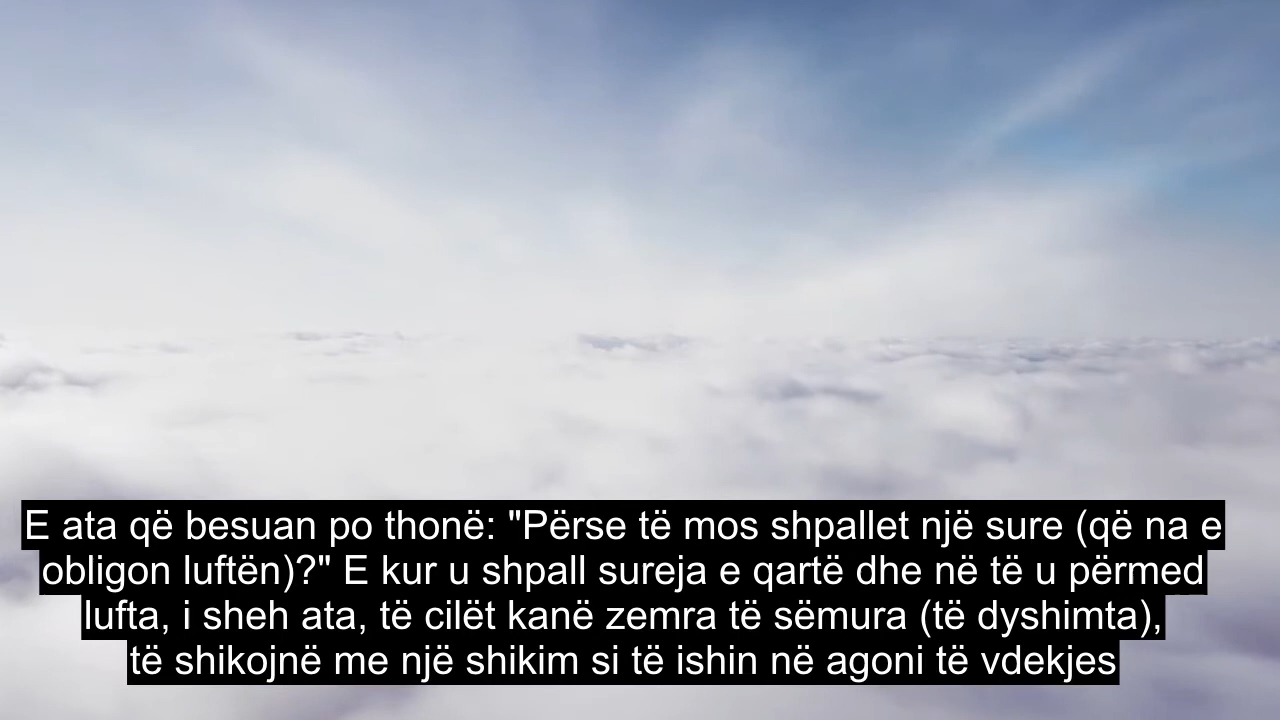 E ata që besuan po thonë: "Përse të mos shpallet një sure (që na e
obligon luftën)?" E kur u shpall sureja e qartë dhe në të u përmed
lufta, i sheh ata, të cilët kanë zemra të sëmura (të dyshimta),
të shikojnë me një shikim si të ishin në agoni të vdekjes